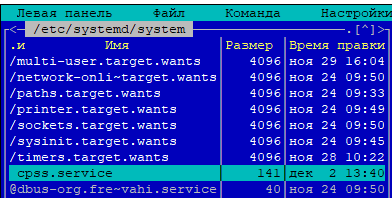 Левая панель Файл Команда Настройки
<─ /etc/systemd/system .[^]>
.и Имя Размер Время правки
/multi-user.target.wants 4096 ноя 29 16:04
/network-onli~target.wants 4096 ноя 24 09:50
/paths.target.wants 4096 ноя 24 09:33
/printer.target.wants 4096 ноя 24 09:49
/sockets.target.wants 4096 ноя 24 09:50
/sysinit.target.wants 4096 ноя 24 09:45
/timers.target.wants 4096 ноя 28 10:22
cpss.service 141 дек 2 13:40
@dbus-org.fre~vahi.service 40 ноя 24 09:50